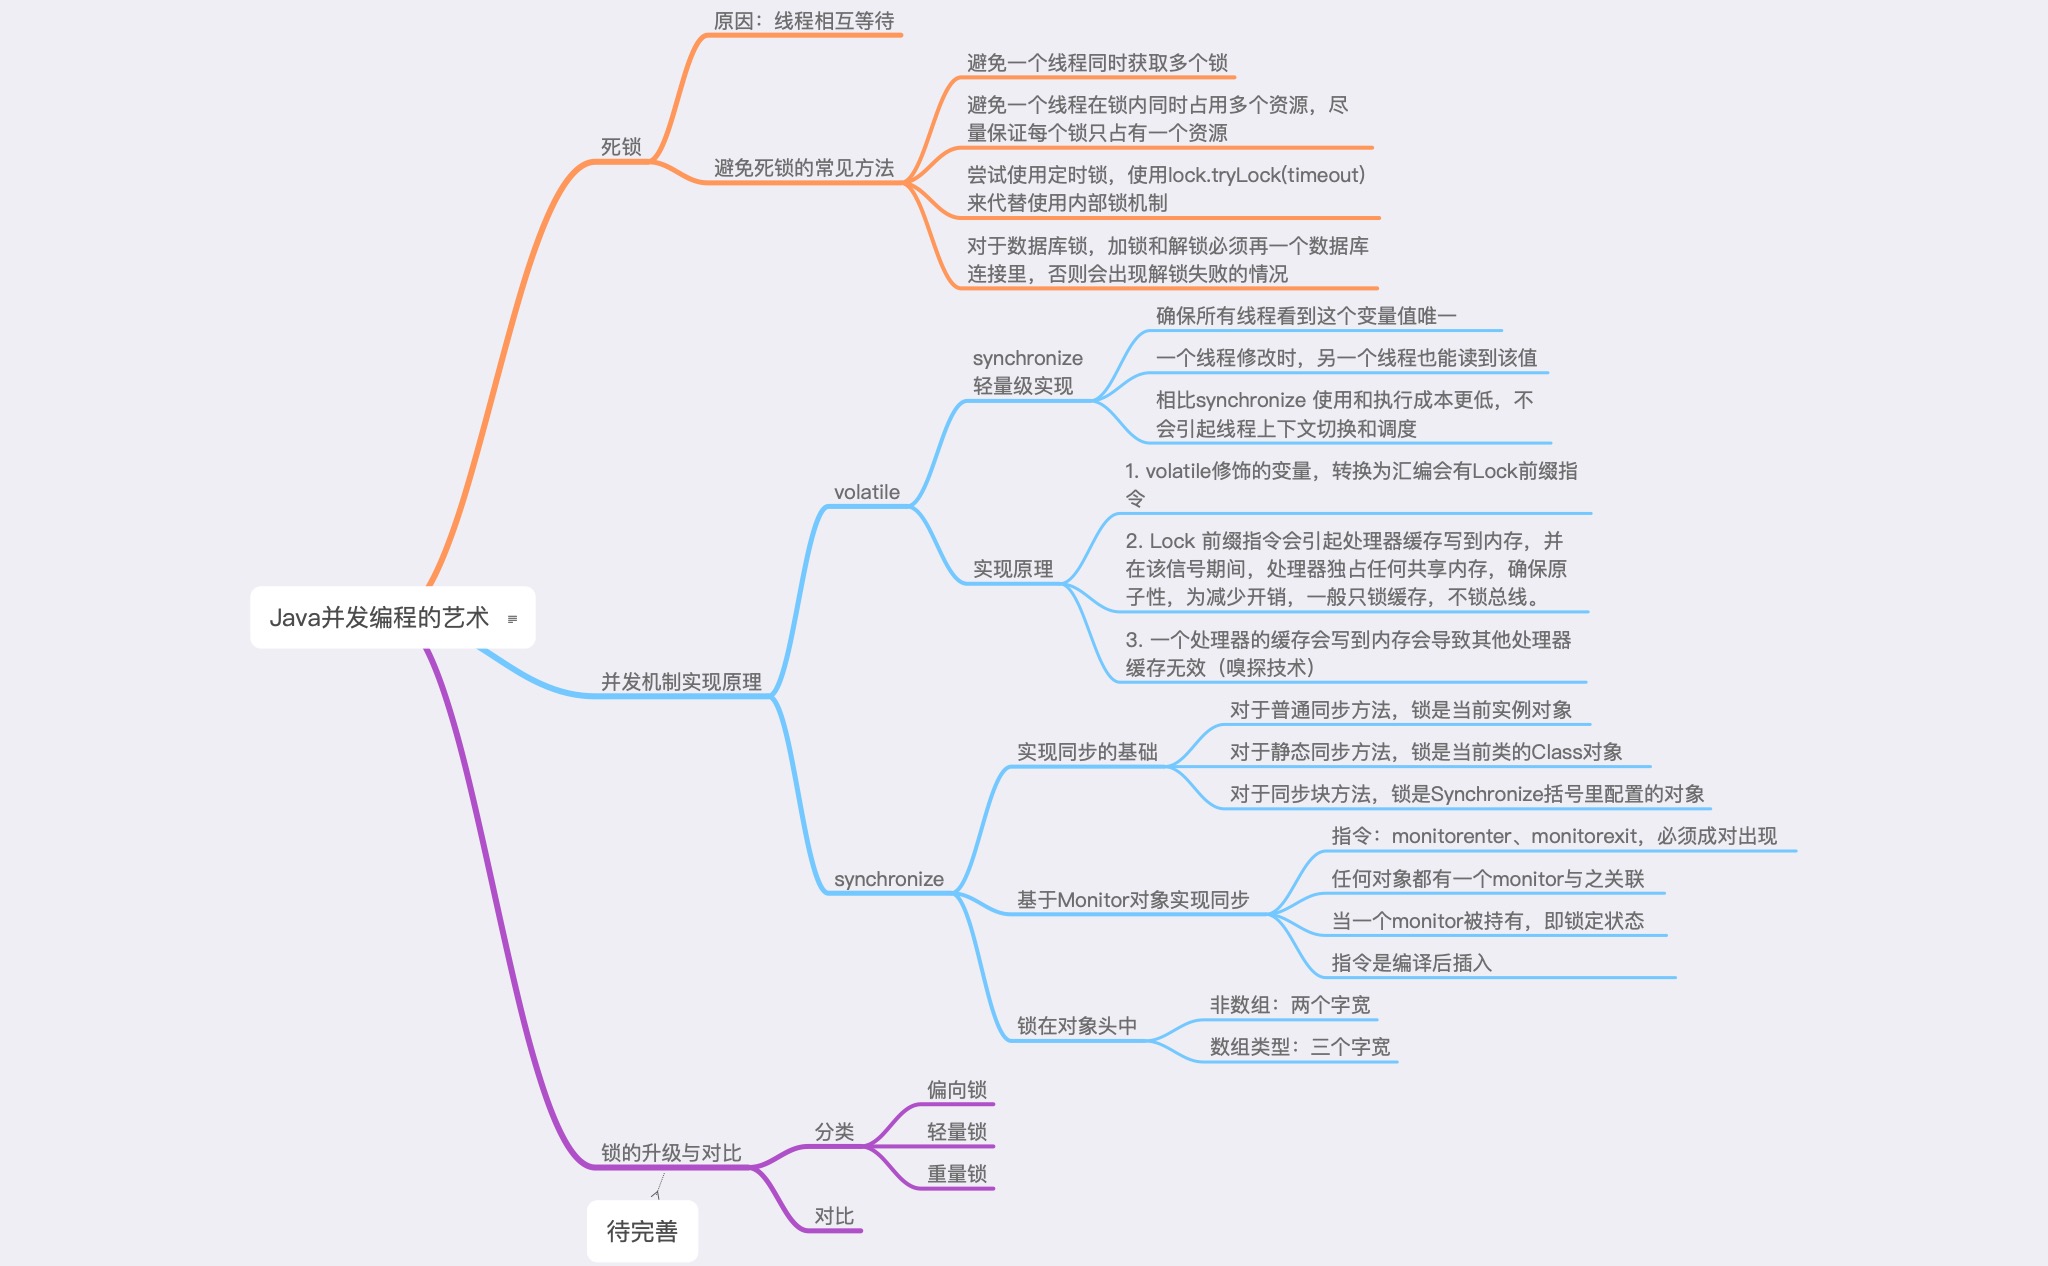 原因：线程相互等待
避免一个线程同时获取多个锁
避免一个线程在锁内同时占用多个资源，尽
量保证每个锁只占有一个资源
死锁
避免死锁的常见方法
尝试使用定时锁，使用lock.tryLock(timeout)
来代替使用内部锁机制
对于数据库锁，加锁和解锁必须再一个数据库
连接里，否则会出现解锁失败的情况
确保所有线程看到这个变量值唯一
synchronize
轻量级实现
一个线程修改时，另一个线程也能读到该值
相比synchronize 使用和执行成本更低，不
会引起线程上下文切换和调度
volatile
1. volatile修饰的变量，转换为汇编会有Lock前缀指
令
实现原理
2. Lock 前缀指令会引起处理器缓存写到内存，并
在该信号期间，处理器独占任何共享内存，确保原
子性，为减少开销，一般只锁缓存，不锁总线。
3. 一个处理器的缓存会写到内存会导致其他处理器
缓存无效（嗅探技术）
Java并发编程的艺术
并发机制实现原理
对于普通同步方法，锁是当前实例对象
实现同步的基础
对于静态同步方法，锁是当前类的Class对象
对于同步块方法，锁是Synchronize括号里配置的对象
synchronize
指令：monitorenter、monitorexit，必须成对出现
基于Monitor对象实现同步
任何对象都有一个monitor与之关联
当一个monitor被持有，即锁定状态
指令是编译后插入
锁在对象头中
非数组：两个字宽
数组类型：三个字宽
锁的升级与对比
分类
偏向锁
轻量锁
重量锁
对比
待完善